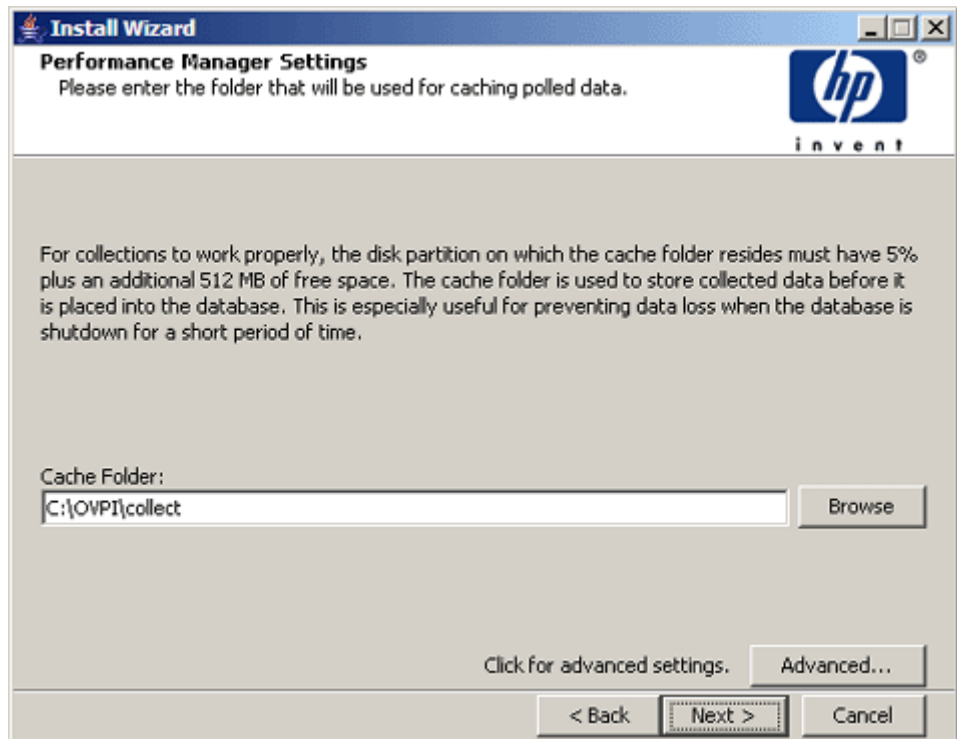 Install Wizard
Performance Manager Settings
Please enter the folder that will be used for caching polled data.
hp
®
invent
For collections to work properly, the disk partition on which the cache folder resides must have 5%
plus an additional 512 MB of free space. The cache folder is used to store collected data before it
is placed into the database. This is especially useful for preventing data loss when the database is
shutdown for a short period of time.
Cache Folder:
C:\OVPI\collect
Browse
Click for advanced settings.
Advanced...
< Back
Next >
Cancel